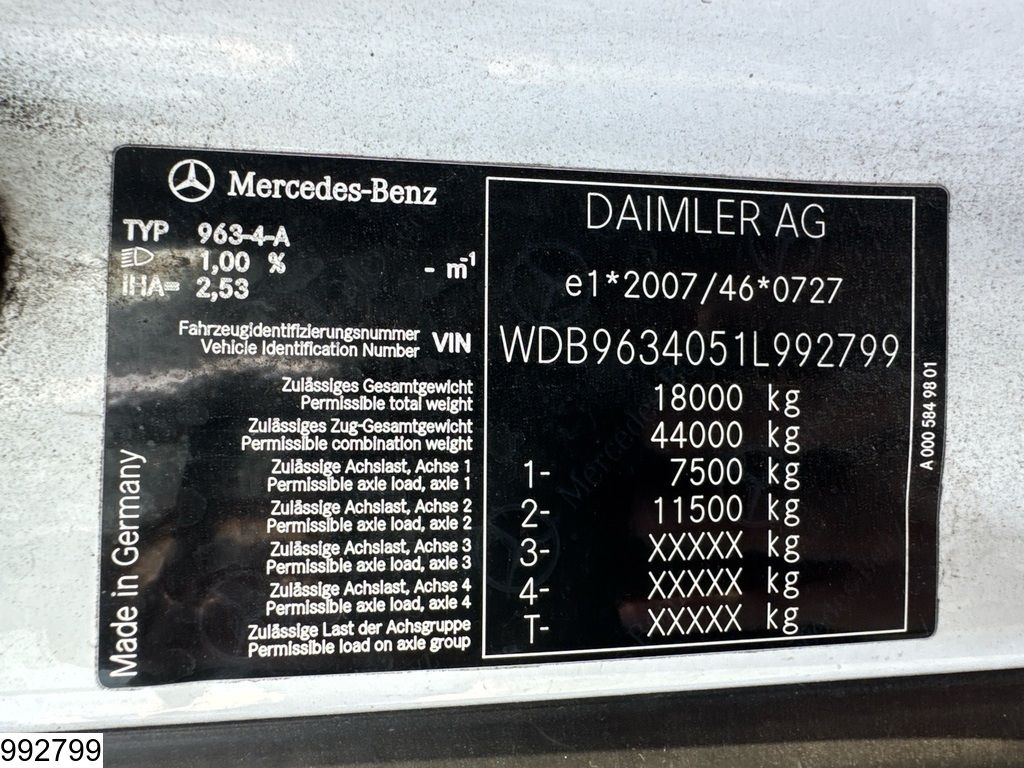 Mercedes-Benz
TYP 963-4-A
1,00 % - m-1
IHA= 2,53
DAIMLER AG
e1*2007/46*0727
Fahrzeugidentifizierungsnummer
Vehicle Identification Number VIN WDB9634051L992799
Zulässiges Gesamtgewicht
Permissible total weight 18000 kg
Zulässiges Zug-Gesamtgewicht
Permissible combination weight 44000 kg
Zulässige Achslast, Achse 1
Permissible axle load, axle 1 1- 7500 kg
Zulässige Achslast, Achse 2
Permissible axle load, axle 2 2- 11500 kg
Zulässige Achslast, Achse 3
Permissible axle load, axle 3 3- XXXXX kg
Zulässige Achslast, Achse 4
Permissible axle load, axle 4 4- XXXXX kg
Zulässige Last der Achsgruppe
Permissible load on axle group T- XXXXX kg
Made in Germany
A 000 584 98 01
992799